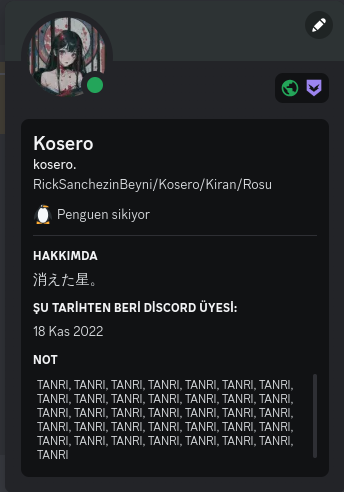 Kosero
kosero.
RickSanchezinBeyni/Kosero/Kiran/Rosu
Penguen sikiyor
HAKKIMDA
消えた星。
ŞU TARİHTEN BERİ DİSCORD ÜYESİ:
18 Kas 2022
NOT
TANRI, TANRI, TANRI, TANRI, TANRI, TANRI, TANRI,
TANRI, TANRI, TANRI, TANRI, TANRI, TANRI, TANRI,
TANRI, TANRI, TANRI, TANRI, TANRI, TANRI, TANRI,
TANRI, TANRI, TANRI, TANRI, TANRI, TANRI, TANRI,
TANRI, TANRI, TANRI, TANRI, TANRI, TANRI, TANRI,
TANRI